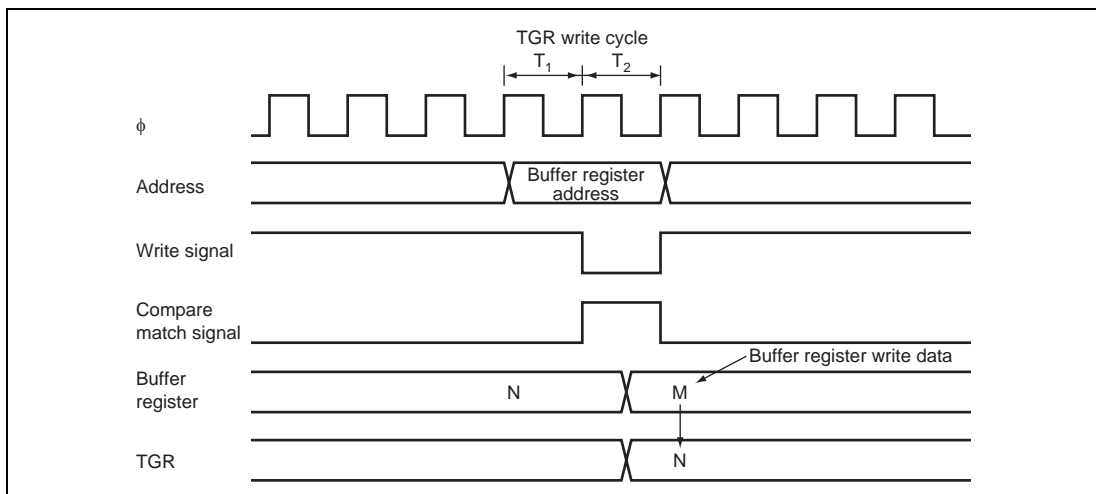 TGR write cycle
T1 T2
ϕ
Address
Buffer register
address
Write signal
Compare
match signal
Buffer register write data
Buffer
register
N
M
TGR
N